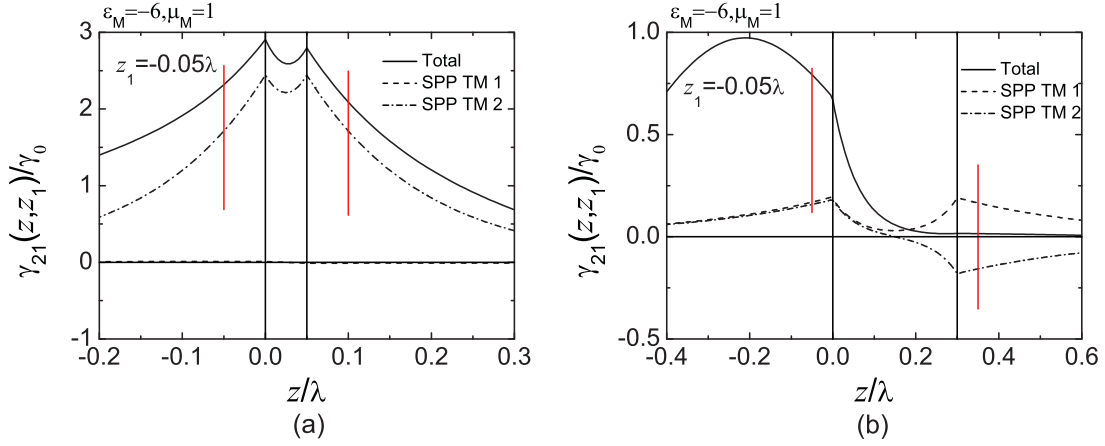 ε_M=−6,μ_M=1
z_1=-0.05λ
Total
SPP TM 1
SPP TM 2
γ_21(z,z_1)/γ_0
3
2
1
0
-1
-0.2 -0.1 0.0 0.1 0.2 0.3
z/λ
(a)
ε_M=−6,μ_M=1
z_1=-0.05λ
Total
SPP TM 1
SPP TM 2
γ_21(z,z_1)/γ_0
1.0
0.5
0.0
-0.5
-0.4 -0.2 0.0 0.2 0.4 0.6
z/λ
(b)